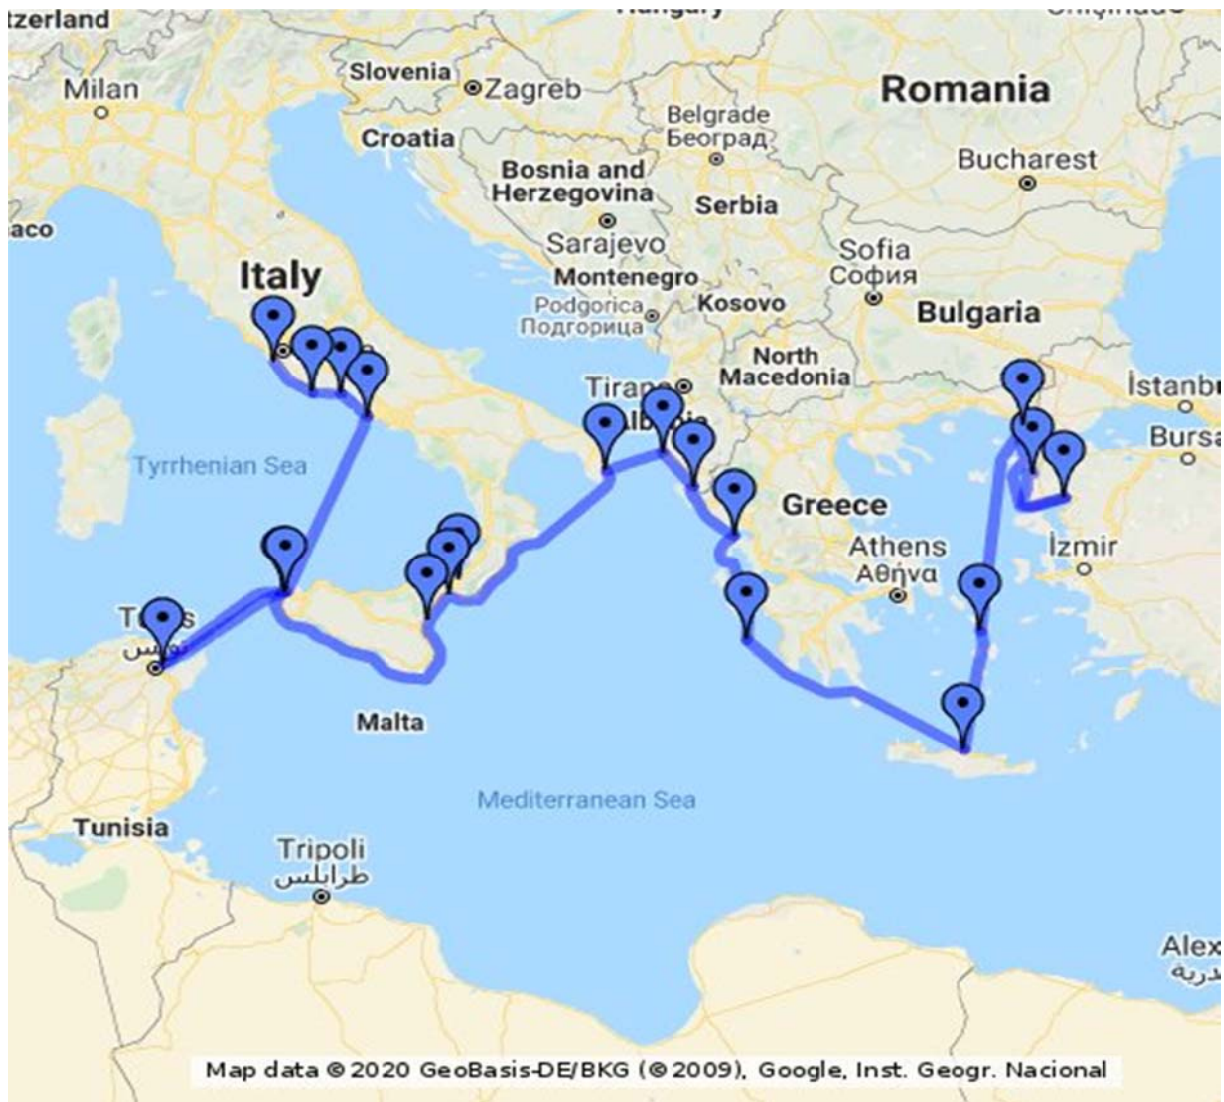 tzerland
Milan
Slovenia
Zagreb
Croatia
Romania
Belgrade
Београд
Bucharest
Bosnia and
Herzegovina
Serbia
aco
Sarajevo
Sofia
София
Italy
Montenegro
Podgorica
Подгорица
Kosovo
Bulgaria
North
Macedonia
Tirane
İstanbu
Bursa
Tyrrhenian Sea
Greece
Athens
Αθήνα
İzmir
تونس
Malta
Mediterranean Sea
Tunisia
Tripoli
طرابلس
Alex
Map data ©2020 GeoBasis-DE/BKG (©2009), Google, Inst. Geogr. Nacional